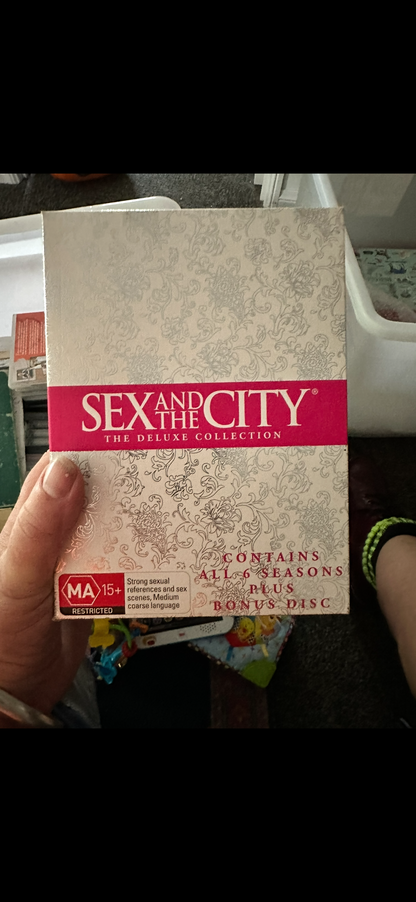 SEX AND THE CITY®
THE DELUXE COLLECTION
CONTAINS
ALL 6 SEASONS
PLUS
BONUS DISC
MA 15+
RESTRICTED
Strong sexual
references and sex
scenes, Medium
coarse language